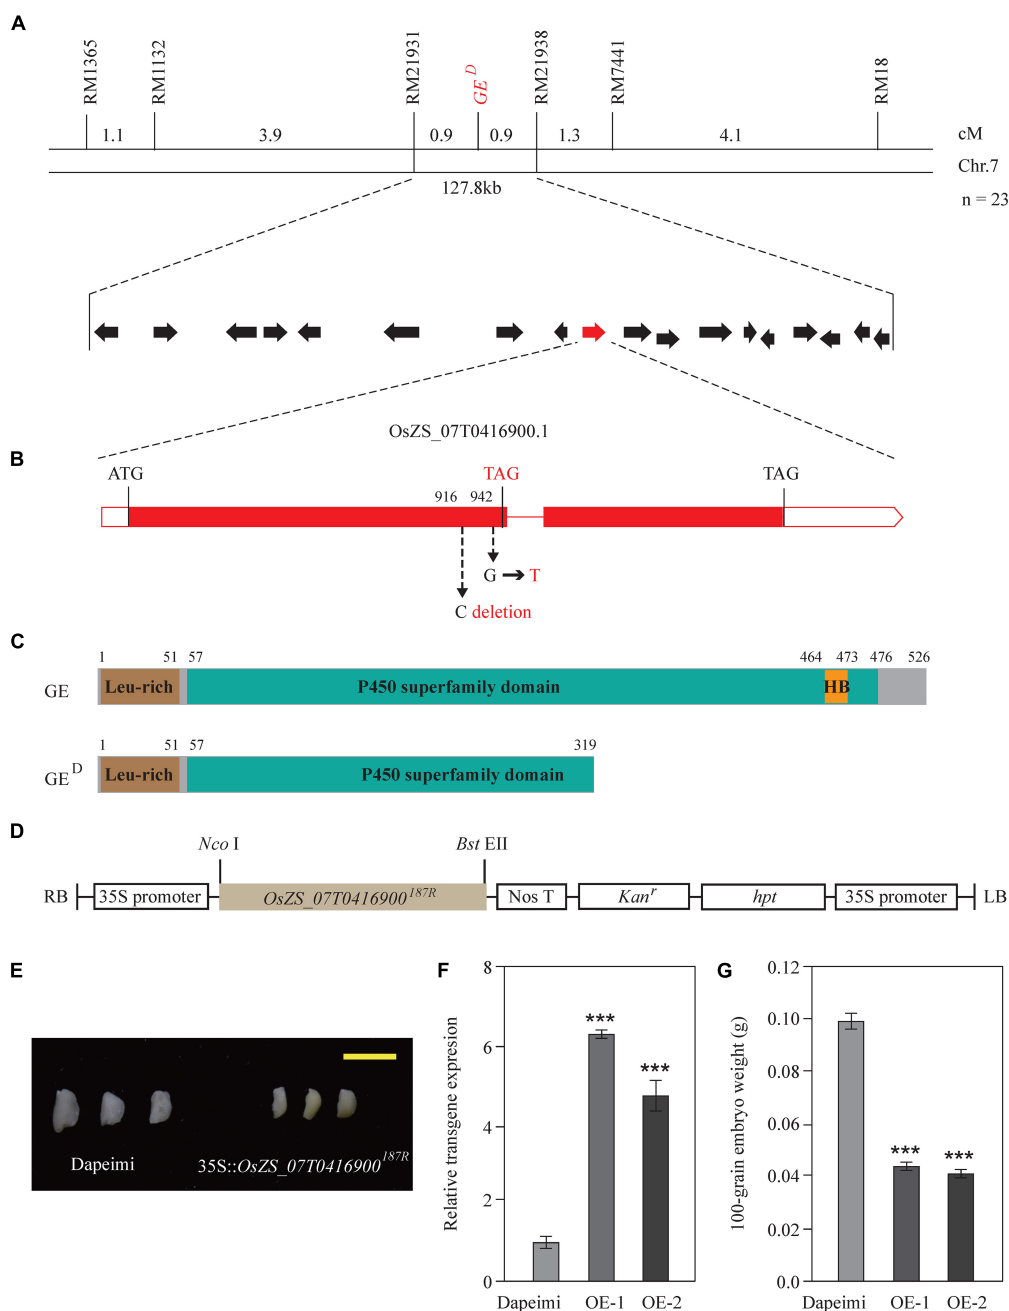 A
RM1365
RM1132
RM21931
GE D
RM21938
RM7441
RM18
1.1
3.9
0.9
0.9
1.3
4.1
cM
Chr.7
127.8kb
n = 23
OsZS_07T0416900.1
B
ATG
TAG
TAG
916
942
G → T
C deletion
C
1
51
57
464
473
476
526
GE
Leu-rich
P450 superfamily domain
HB
1
51
57
319
GE D
Leu-rich
P450 superfamily domain
D
Nco I
Bst EII
RB
35S promoter
OsZS_07T0416900 187R
Nos T
Kan r
hpt
35S promoter
LB
E
Dapeimi
35S::OsZS_07T0416900 187R
F
Relative transgene expresion
8
6
4
2
0
***
***
Dapeimi
OE-1
OE-2
G
100-grain embryo weight (g)
0.12
0.10
0.08
0.06
0.04
0.02
0.0
***
***
Dapeimi
OE-1
OE-2